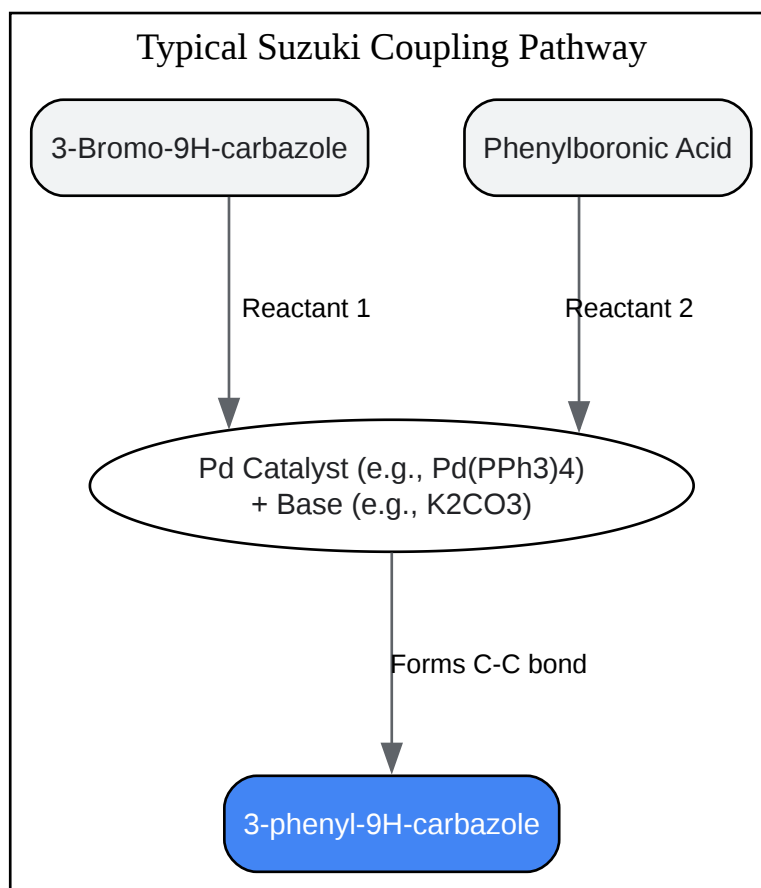 Typical Suzuki Coupling Pathway
3-Bromo-9H-carbazole
Phenylboronic Acid
Reactant 1
Reactant 2
Pd Catalyst (e.g., Pd(PPh3)4)
+ Base (e.g., K2CO3)
Forms C-C bond
3-phenyl-9H-carbazole